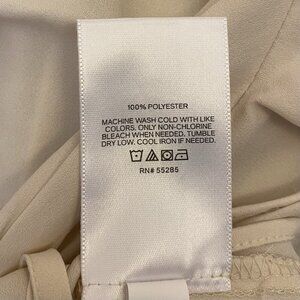 100% POLYESTER
MACHINE WASH COLD WITH LIKE
COLORS. ONLY NON-CHLORINE
BLEACH WHEN NEEDED. TUMBLE
DRY LOW. COOL IRON IF NEEDED.
RN# 55285